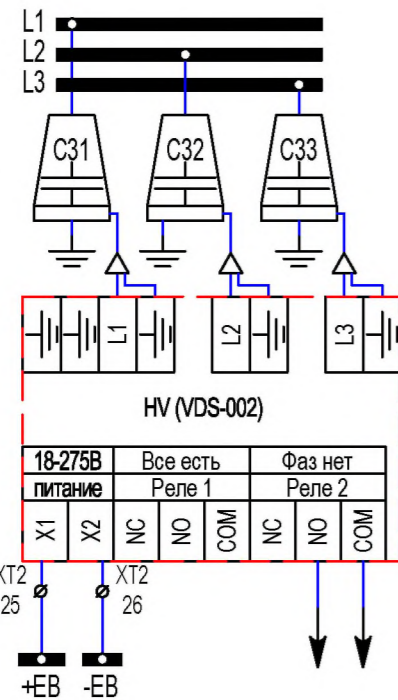 L1
L2
L3
C31 C32 C33
L1 L2 L3
HV (VDS-002)
18-275В Все есть Фаз нет
питание Реле 1 Реле 2
X1 X2 NC NO COM NC NO COM
XT2 XT2
25 26
+EB -EB